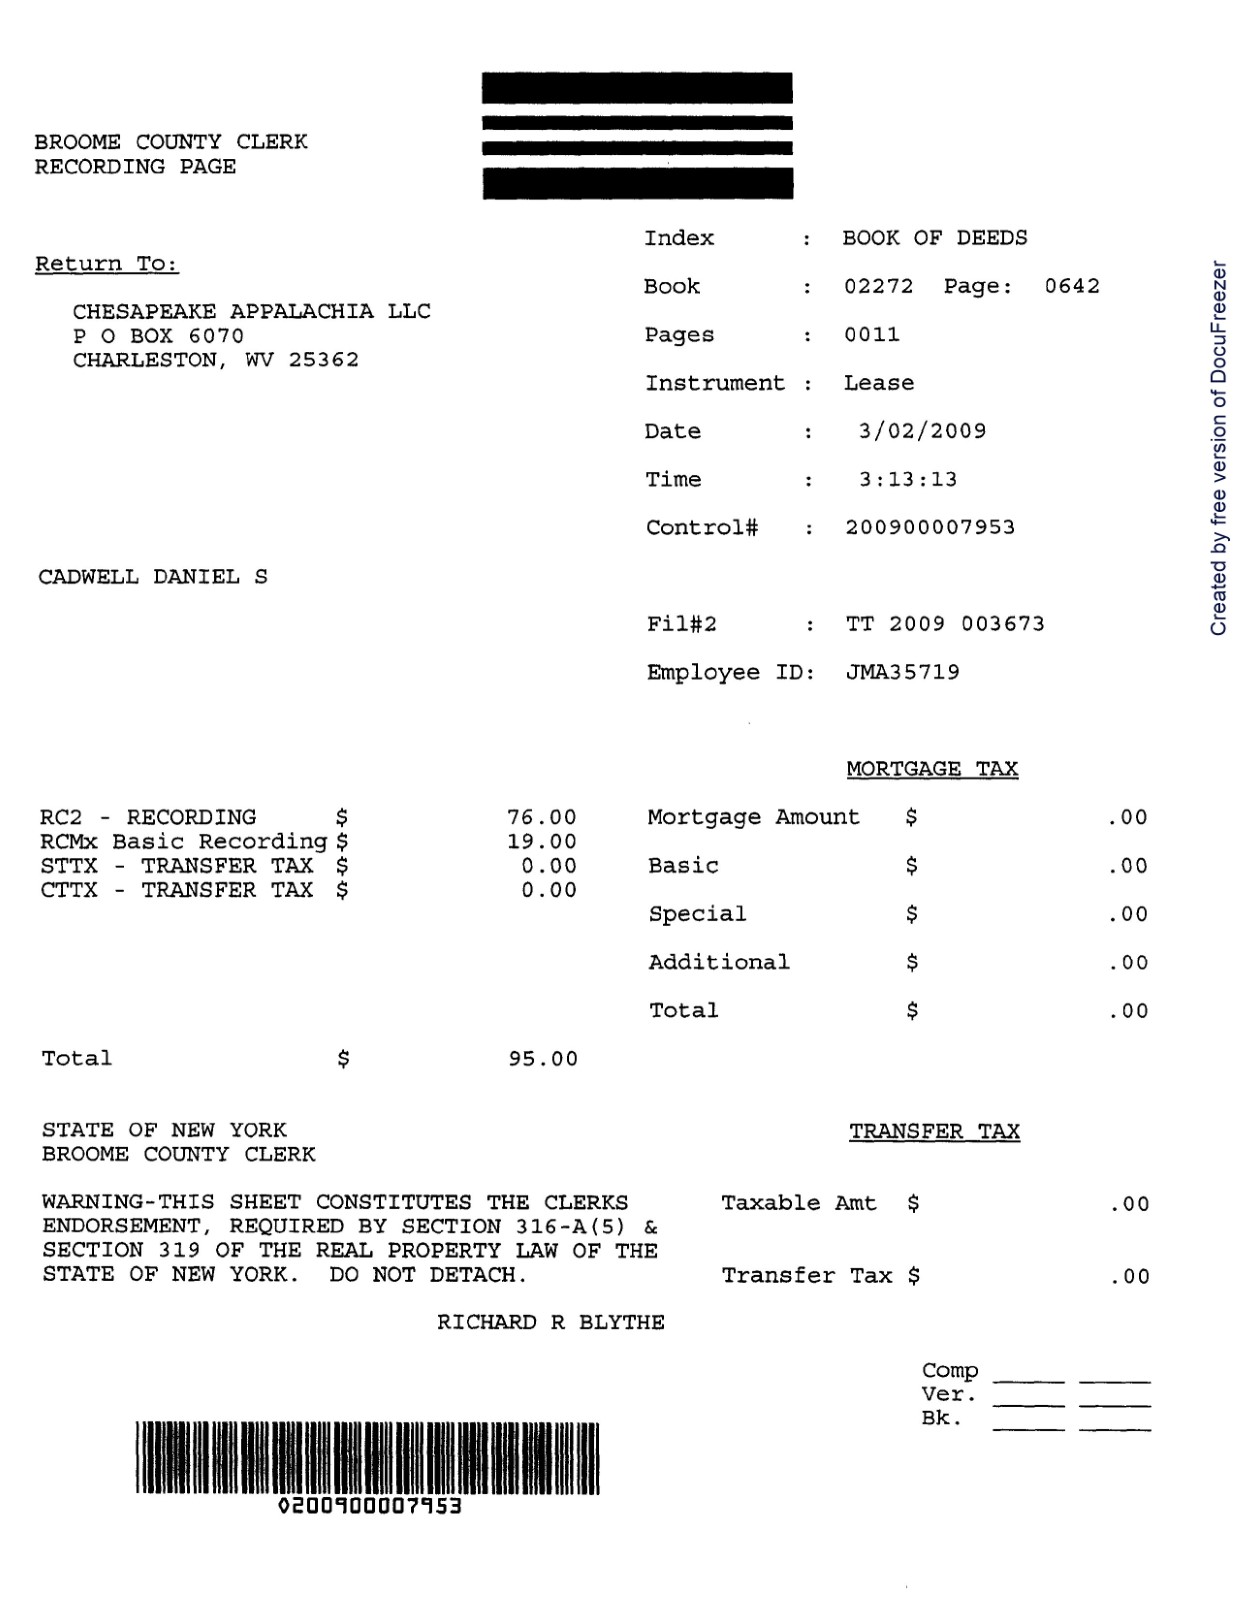 BROOME COUNTY CLERK
RECORDING PAGE
Return To:
CHESAPEAKE APPALACHIA LLC
P O BOX 6070
CHARLESTON, WV 25362
Index : BOOK OF DEEDS
Book : 02272 Page: 0642
Pages : 0011
Instrument : Lease
Date : 3/02/2009
Time : 3:13:13
Control# : 200900007953
CADWELL DANIEL S
Fil#2 : TT 2009 003673
Employee ID: JMA35719
MORTGAGE TAX
RC2 - RECORDING $ 76.00
RCMx Basic Recording $ 19.00
STTX - TRANSFER TAX $ 0.00
CTTX - TRANSFER TAX $ 0.00
Mortgage Amount $ .00
Basic $ .00
Special $ .00
Additional $ .00
Total $ .00
Total $ 95.00
STATE OF NEW YORK
BROOME COUNTY CLERK
WARNING-THIS SHEET CONSTITUTES THE CLERKS
ENDORSEMENT, REQUIRED BY SECTION 316-A(5) &
SECTION 319 OF THE REAL PROPERTY LAW OF THE
STATE OF NEW YORK. DO NOT DETACH.
RICHARD R BLYTHE
TRANSFER TAX
Taxable Amt $ .00
Transfer Tax $ .00
Comp
Ver.
Bk.
0200900007953
Created by free version of DocuFreezer